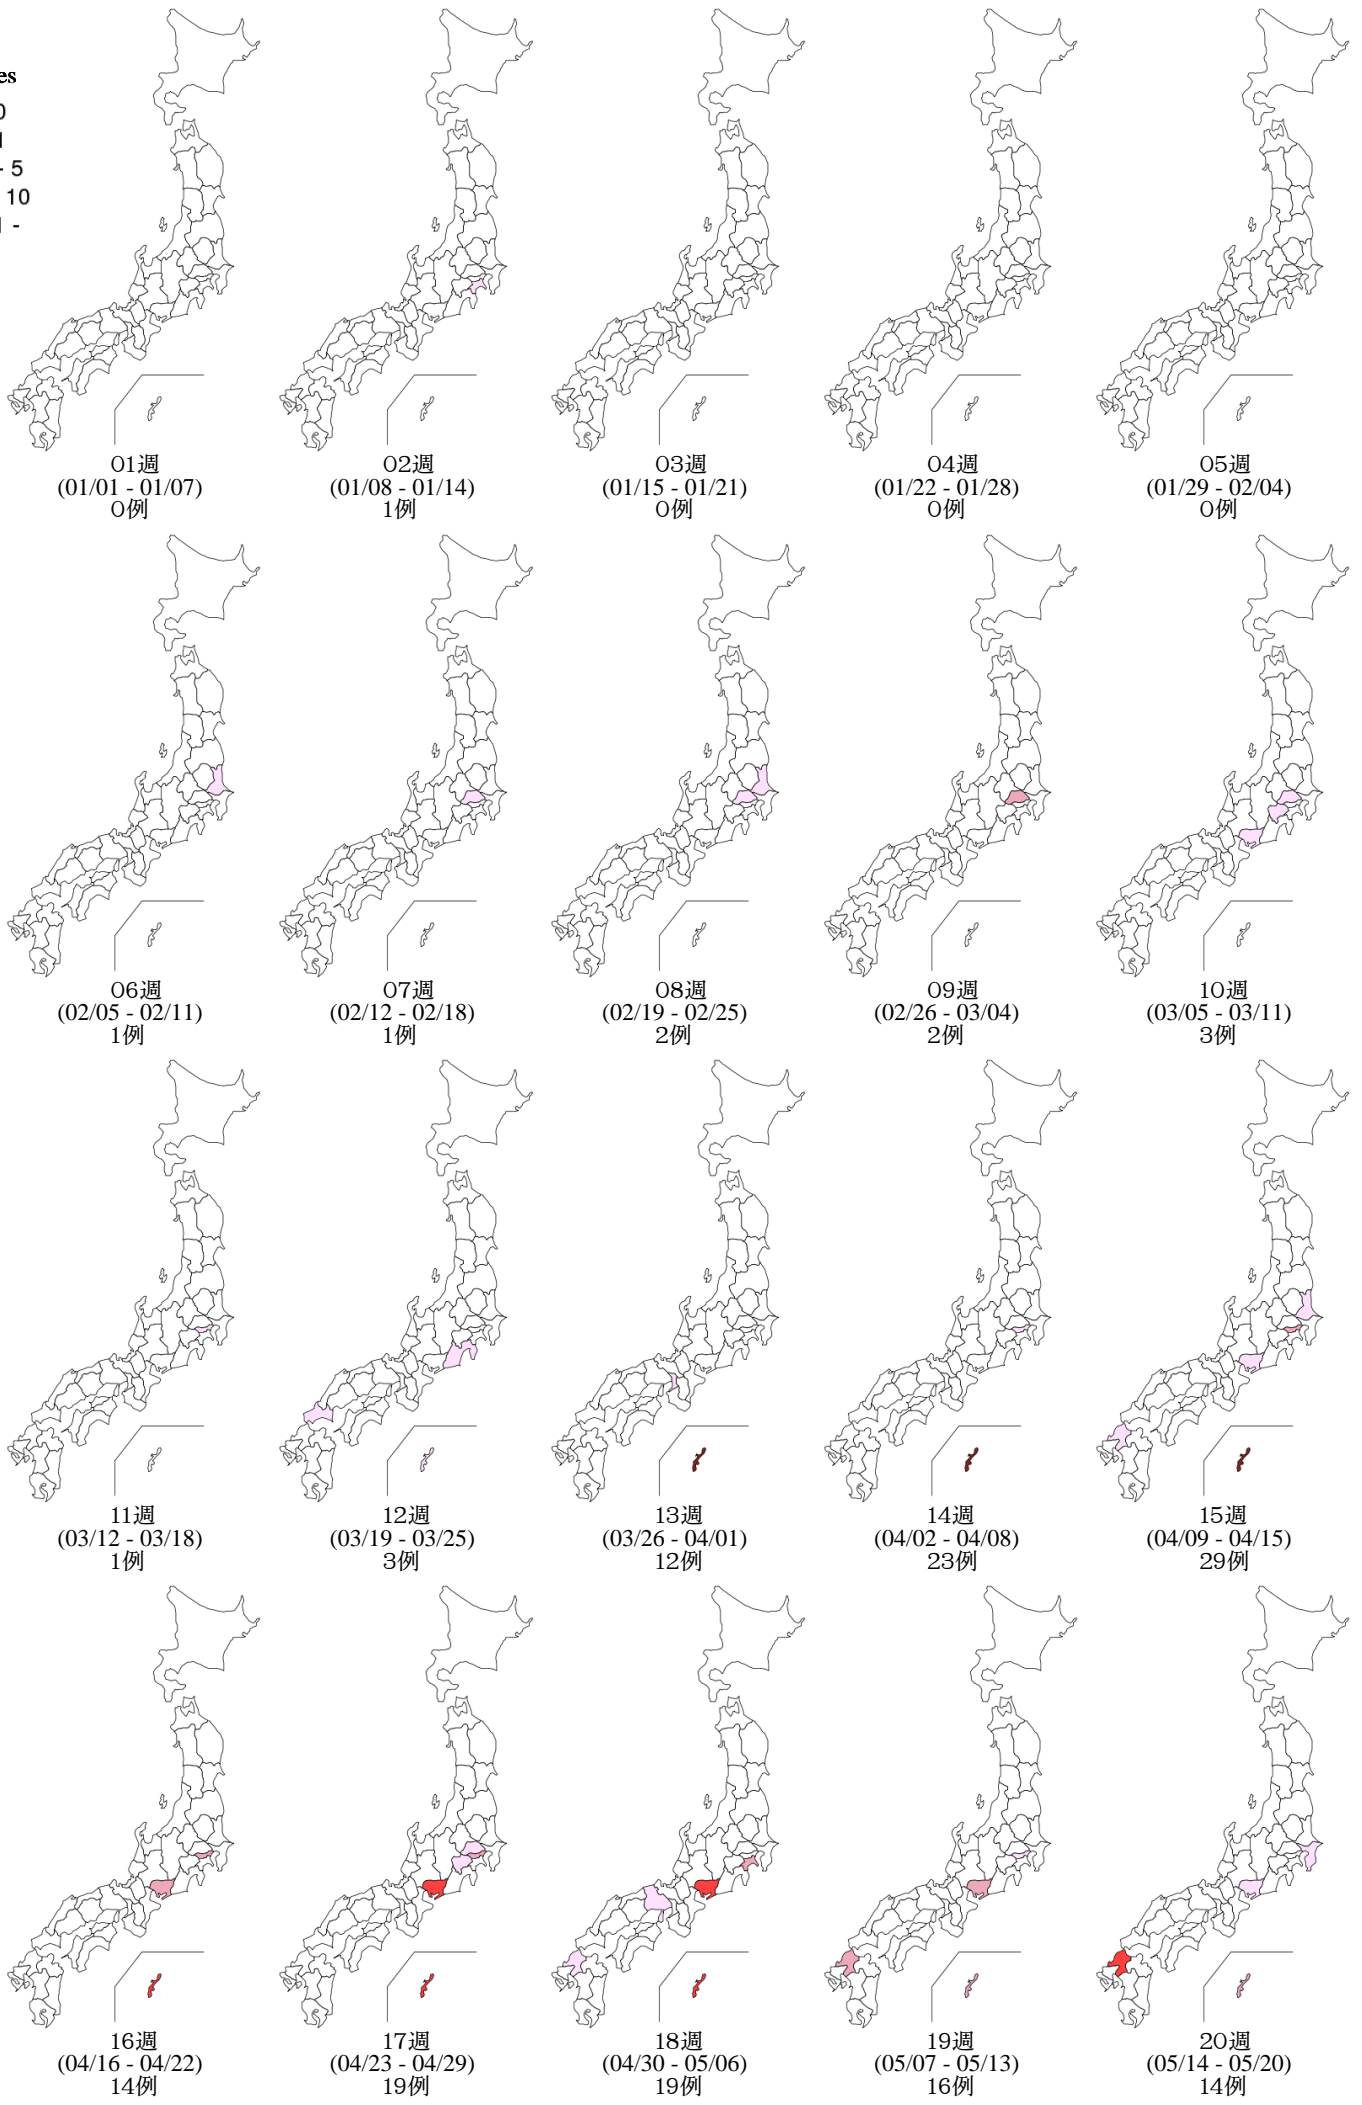 es
0
1
- 5
10
1 -
01週
(01/01 - 01/07)
0例
02週
(01/08 - 01/14)
1例
03週
(01/15 - 01/21)
0例
04週
(01/22 - 01/28)
0例
05週
(01/29 - 02/04)
0例
06週
(02/05 - 02/11)
1例
07週
(02/12 - 02/18)
1例
08週
(02/19 - 02/25)
2例
09週
(02/26 - 03/04)
2例
10週
(03/05 - 03/11)
3例
11週
(03/12 - 03/18)
1例
12週
(03/19 - 03/25)
3例
13週
(03/26 - 04/01)
12例
14週
(04/02 - 04/08)
23例
15週
(04/09 - 04/15)
29例
16週
(04/16 - 04/22)
14例
17週
(04/23 - 04/29)
19例
18週
(04/30 - 05/06)
19例
19週
(05/07 - 05/13)
16例
20週
(05/14 - 05/20)
14例